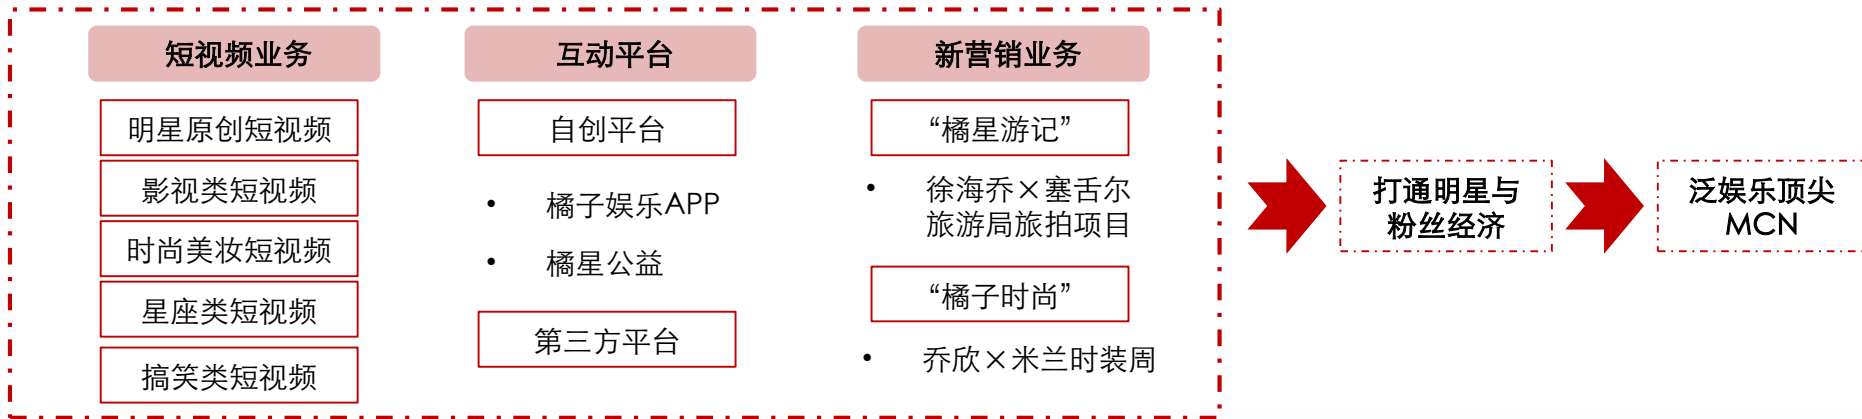 短视频业务
明星原创短视频
影视类短视频
时尚美妆短视频
星座类短视频
搞笑类短视频
互动平台
自创平台
• 橘子娱乐APP
• 橘星公益
第三方平台
新营销业务
“橘星游记”
• 徐海乔×塞舌尔
旅游局旅拍项目
“橘子时尚”
• 乔欣×米兰时装周
打通明星与
粉丝经济
泛娱乐顶尖
MCN